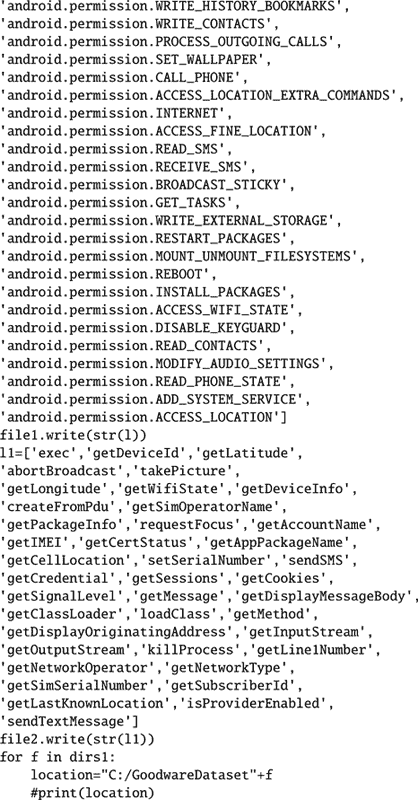 'android.permission.WRITE_HISTORY_BOOKMARKS',
'android.permission.WRITE_CONTACTS',
'android.permission.PROCESS_OUTGOING_CALLS',
'android.permission.SET_WALLPAPER',
'android.permission.CALL_PHONE',
'android.permission.ACCESS_LOCATION_EXTRA_COMMANDS',
'android.permission.INTERNET',
'android.permission.ACCESS_FINE_LOCATION',
'android.permission.READ_SMS',
'android.permission.RECEIVE_SMS',
'android.permission.BROADCAST_STICKY',
'android.permission.GET_TASKS',
'android.permission.WRITE_EXTERNAL_STORAGE',
'android.permission.RESTART_PACKAGES',
'android.permission.MOUNT_UNMOUNT_FILESYSTEMS',
'android.permission.REBOOT',
'android.permission.INSTALL_PACKAGES',
'android.permission.ACCESS_WIFI_STATE',
'android.permission.DISABLE_KEYGUARD',
'android.permission.READ_CONTACTS',
'android.permission.MODIFY_AUDIO_SETTINGS',
'android.permission.READ_PHONE_STATE',
'android.permission.ADD_SYSTEM_SERVICE',
'android.permission.ACCESS_LOCATION']
file1.write(str(l))
l1=['exec','getDeviceId','getLatitude',
'abortBroadcast','takePicture',
'getLongitude','getWifiState','getDeviceInfo',
'createFromPdu','getSimOperatorName',
'getPackageInfo','requestFocus','getAccountName',
'getIMEI','getCertStatus','getAppPackageName',
'getCellLocation','setSerialNumber','sendSMS',
'getCredential','getSessions','getCookies',
'getSignalLevel','getMessage','getDisplayMessageBody',
'getClassLoader','loadClass','getMethod',
'getDisplayOriginatingAddress','getInputStream',
'getOutputStream','killProcess','getLine1Number',
'getNetworkOperator','getNetworkType',
'getSimSerialNumber','getSubscriberId',
'getLastKnownLocation','isProviderEnabled',
'sendTextMessage']
file2.write(str(l1))
for f in dirs1:
    location="C:/GoodwareDataset"+f
    #print(location)